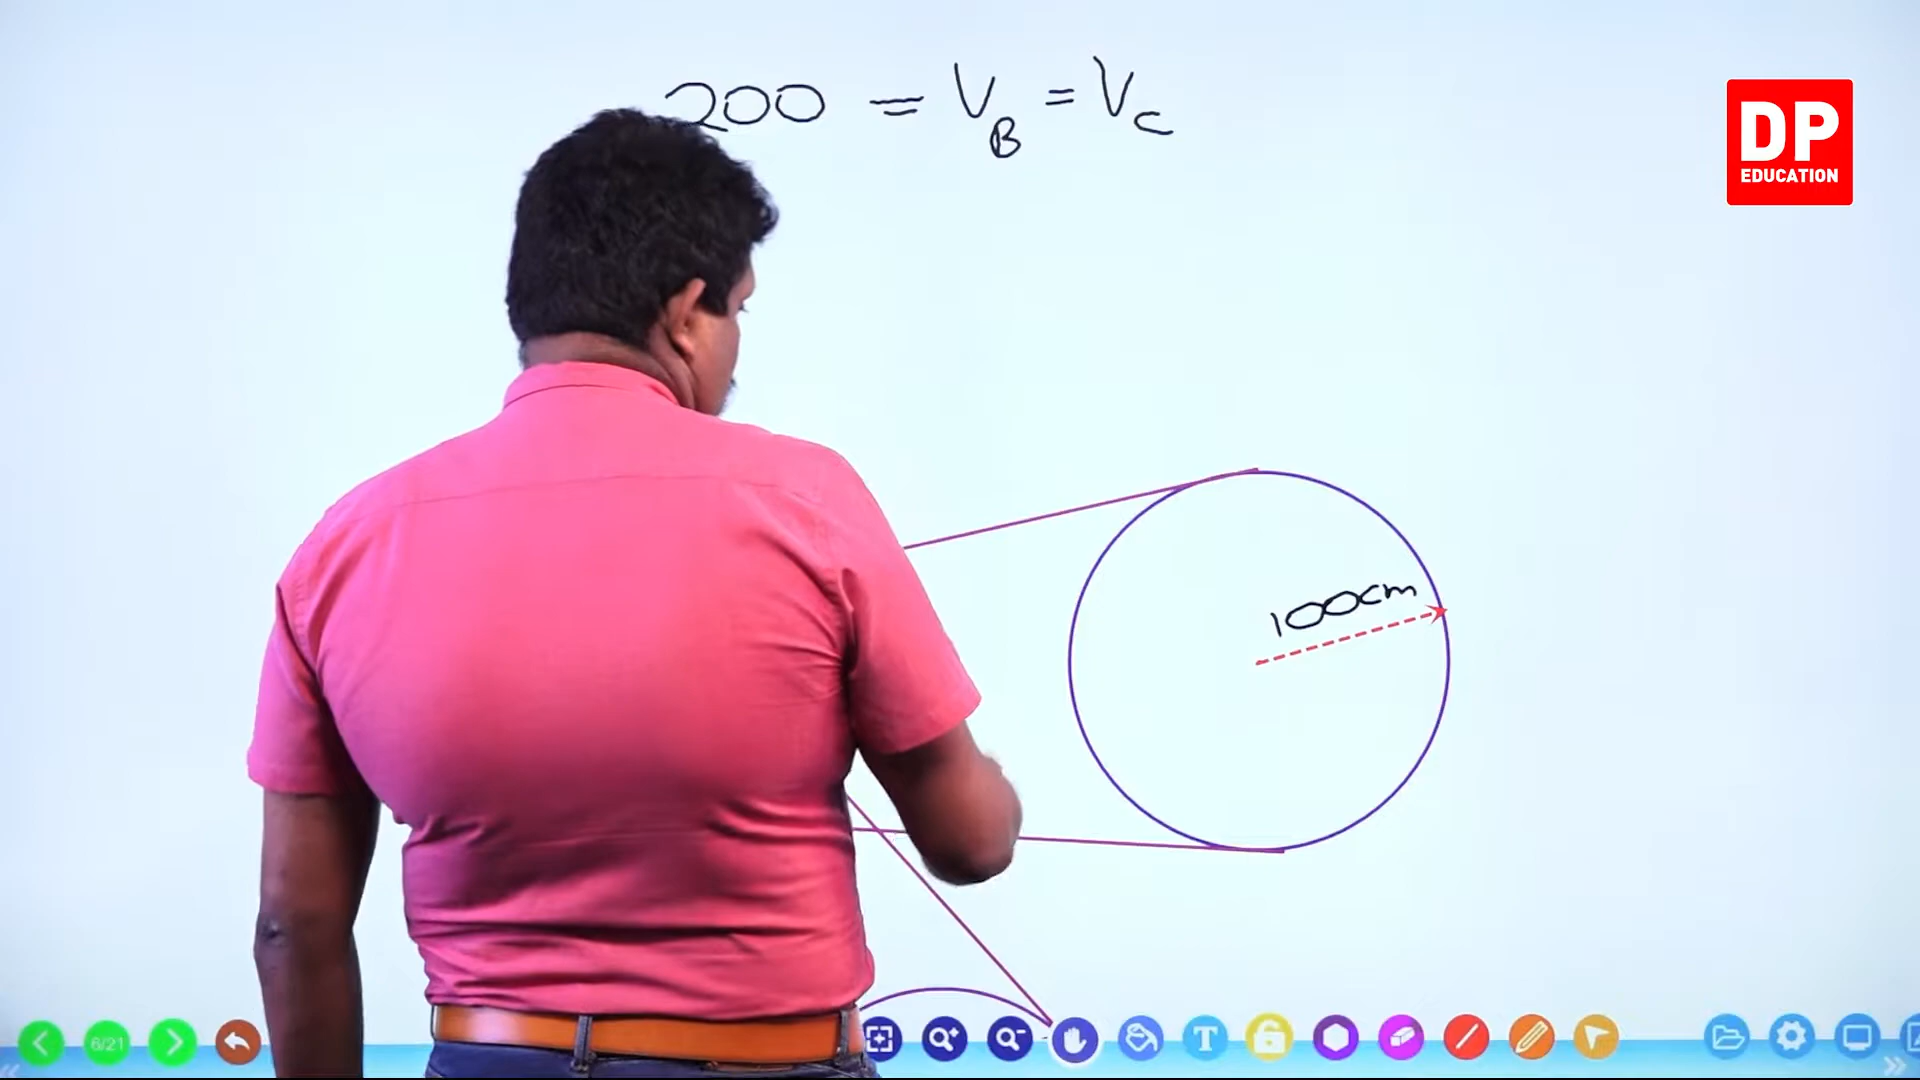 200 = V_B = V_C
DP
EDUCATION
100cm
6/21
T